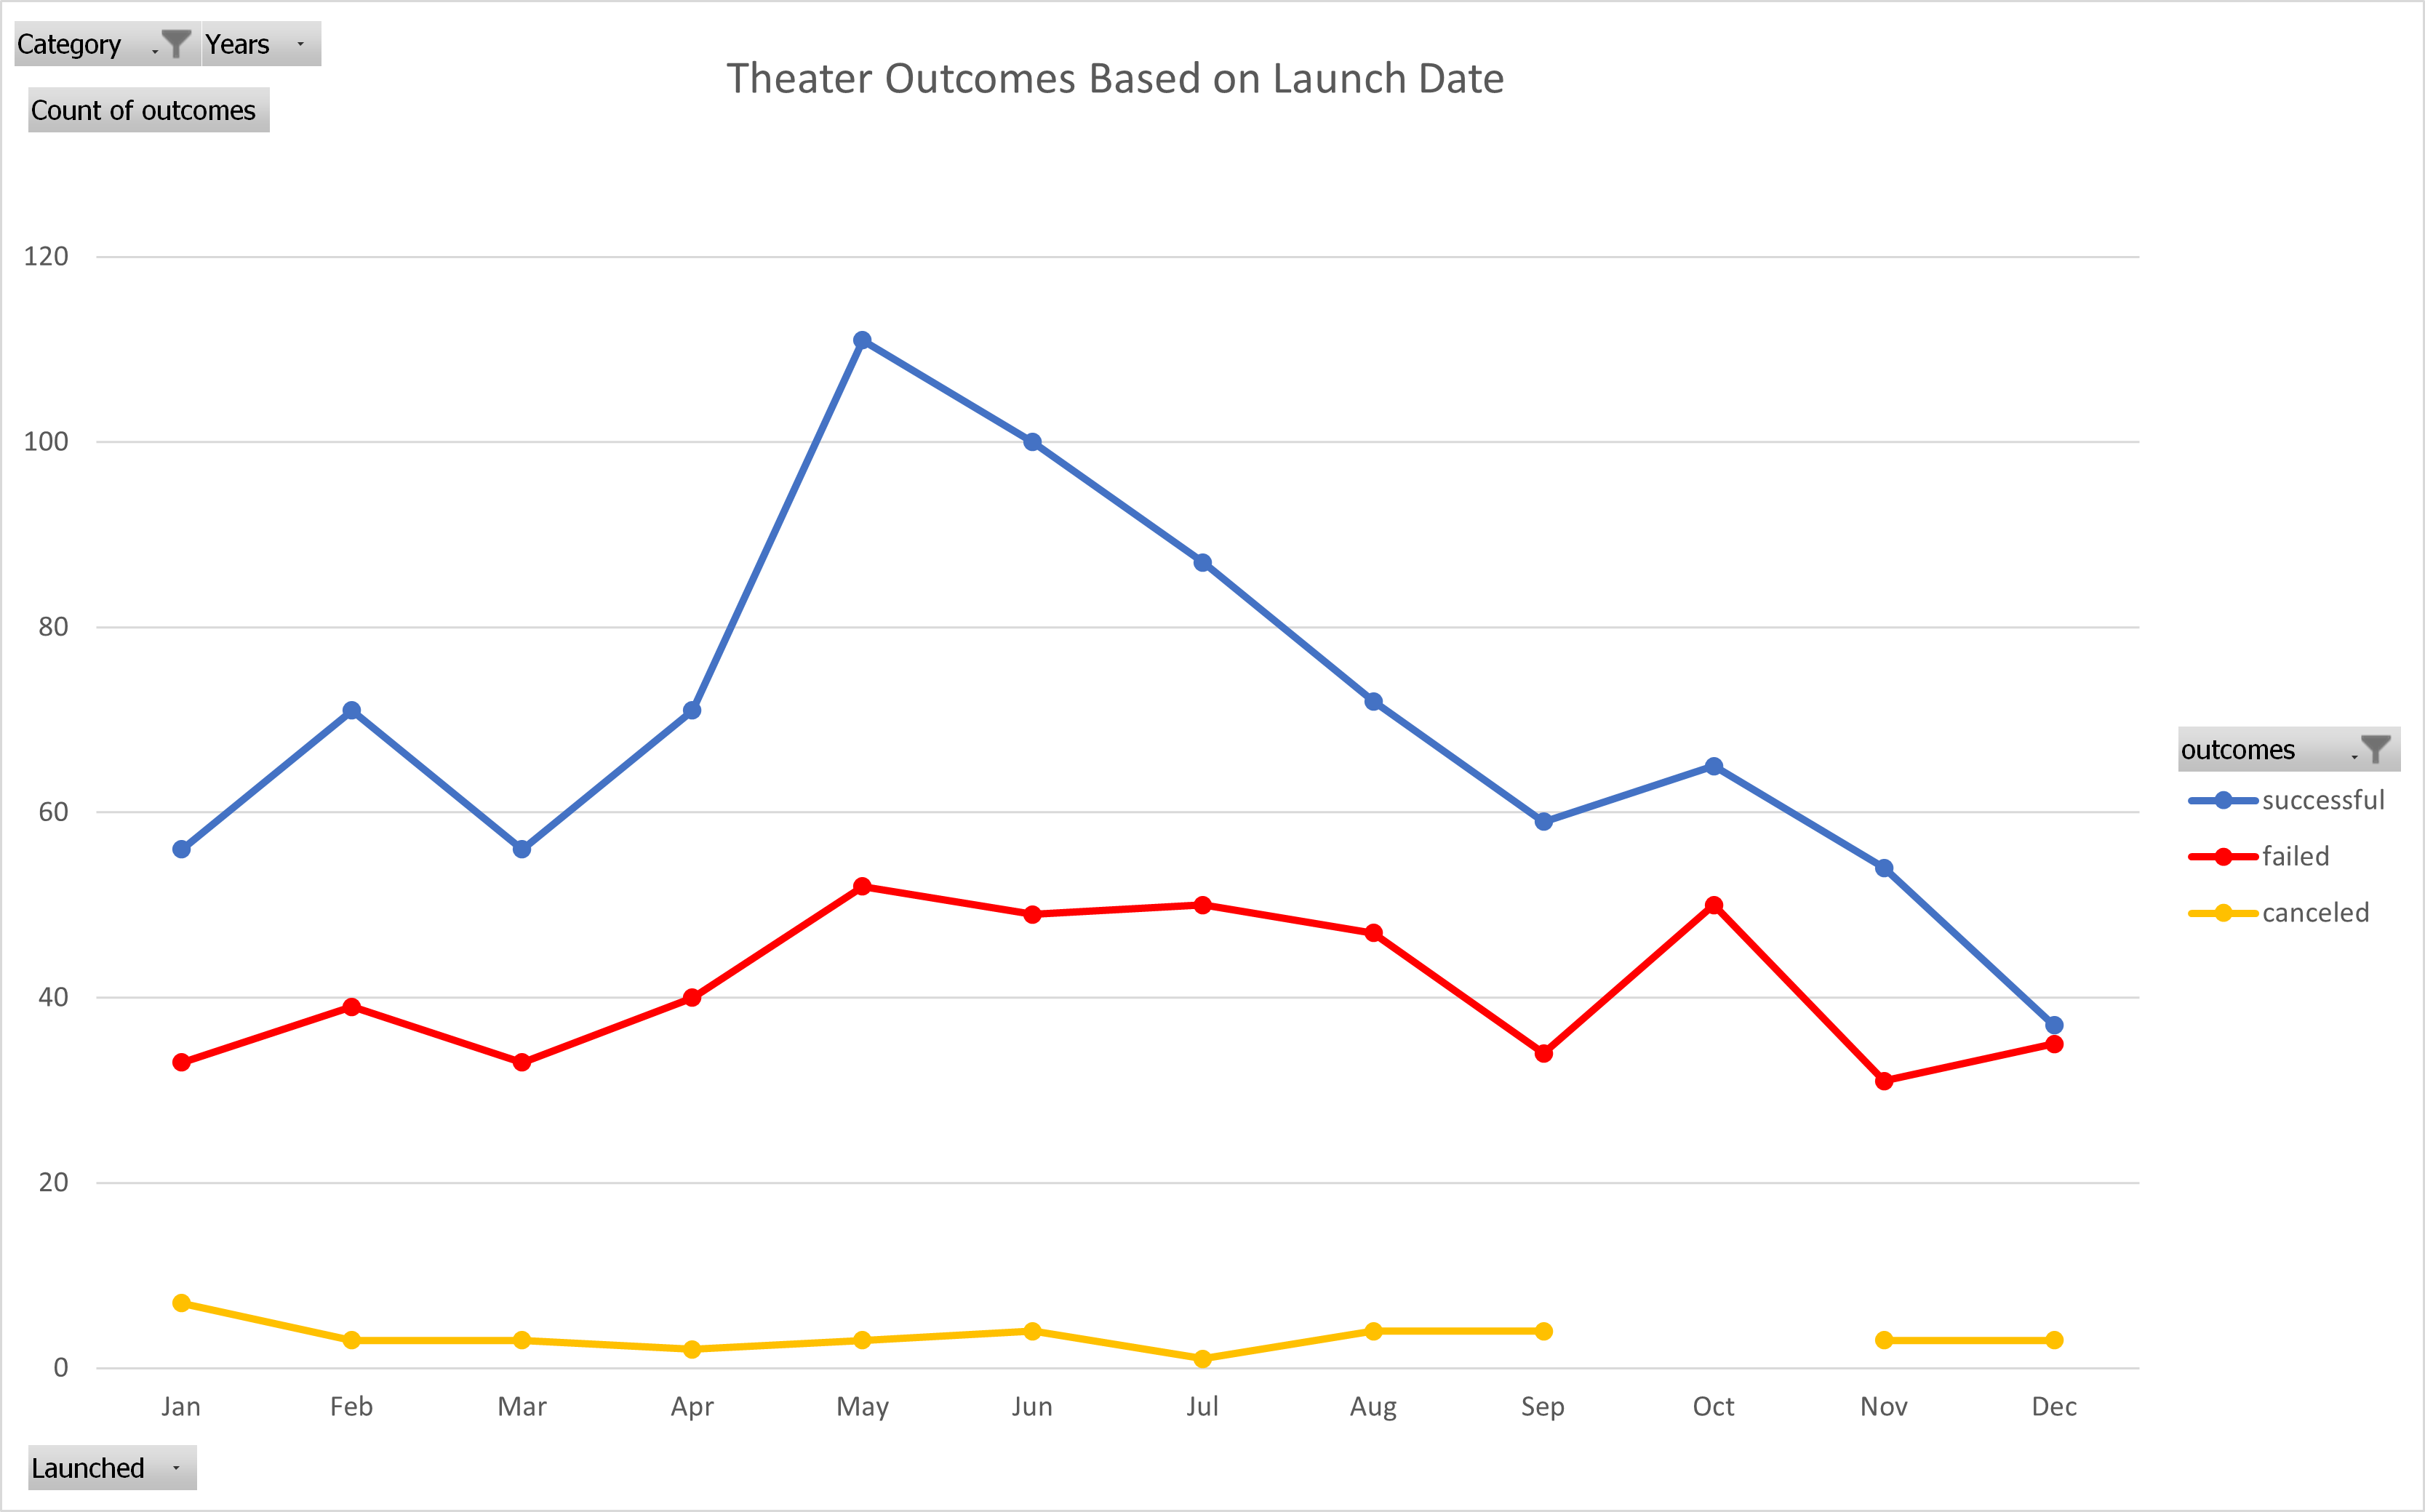 Category Years
Theater Outcomes Based on Launch Date
Count of outcomes
120
100
80
60
40
20
0
outcomes
successful
failed
canceled
Jan Feb Mar Apr May Jun Jul Aug Sep Oct Nov Dec
Launched